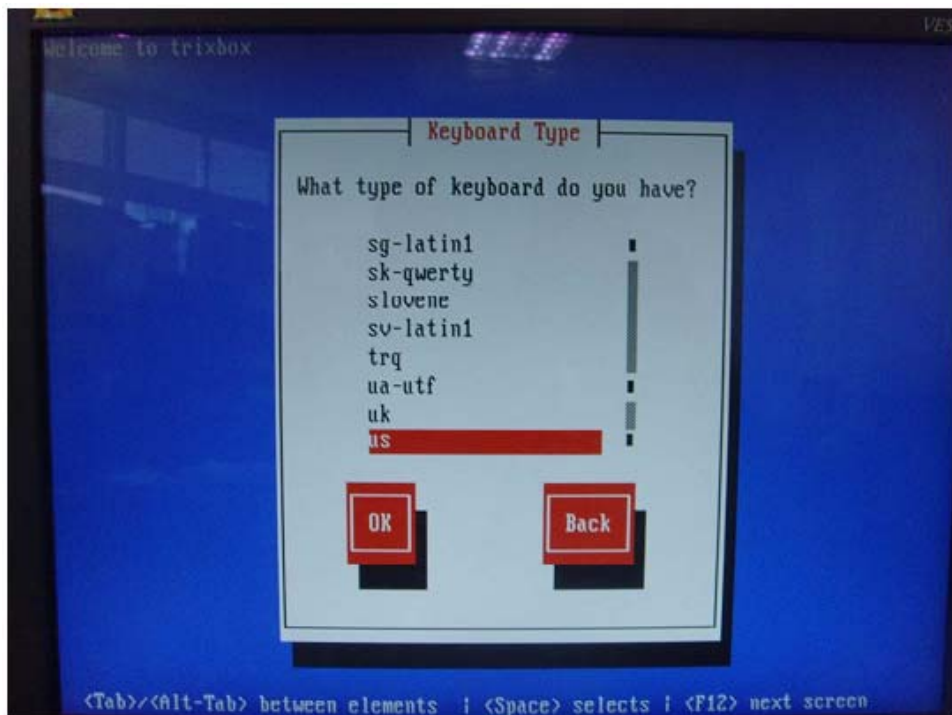 VES
Welcome to trixbox
Keyboard Type
What type of keyboard do you have?
sg-latin1
sk-qwerty
slovene
sv-latin1
trq
ua-utf
uk
us
OK
Back
<Tab>/<Alt-Tab> between elements | <Space> selects | <F12> next screen